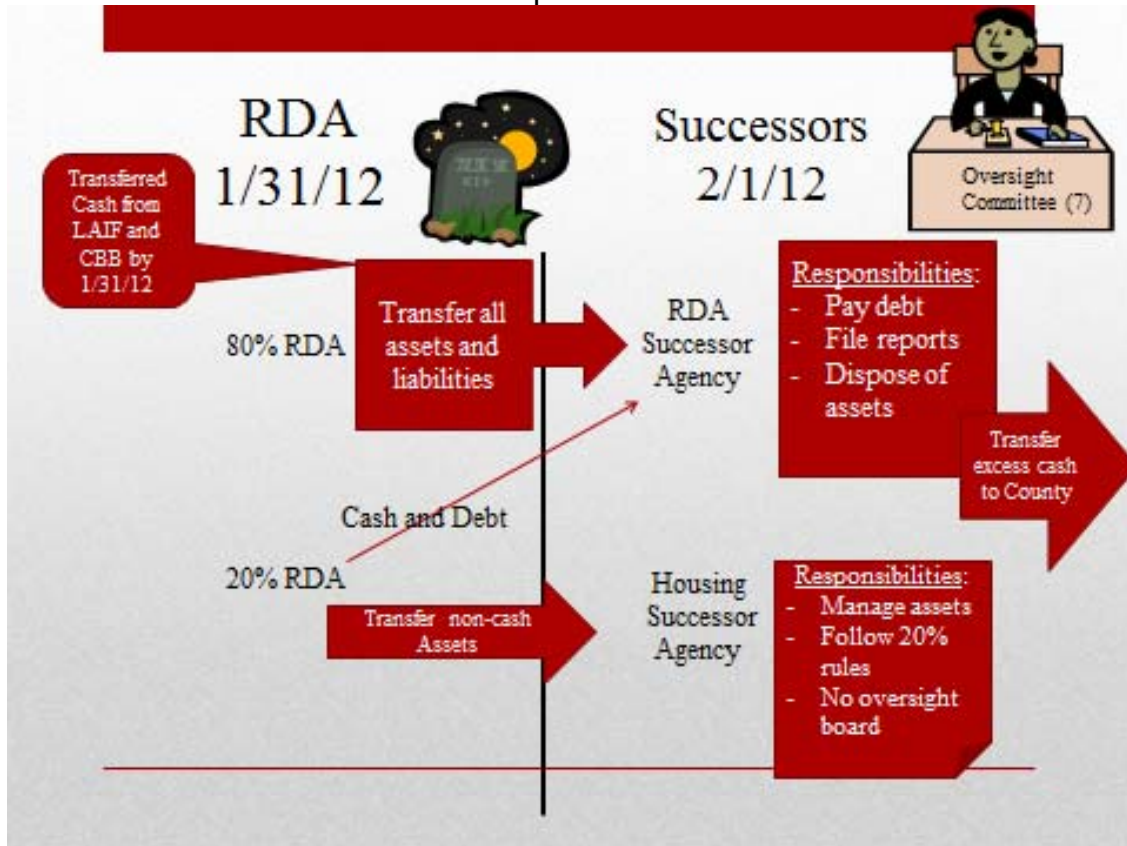 RDA
1/31/12
Successors
2/1/12
Oversight
Committee (7)
Transferred
Cash from
LAIF and
CBB by
1/31/12
80% RDA
Transfer all
assets and
liabilities
RDA
Successor
Agency
Responsibilities:
- Pay debt
- File reports
- Dispose of
assets
Transfer
excess cash
to County
Cash and Debt
20% RDA
Transfer non-cash
Assets
Housing
Successor
Agency
Responsibilities:
- Manage assets
- Follow 20%
rules
- No oversight
board